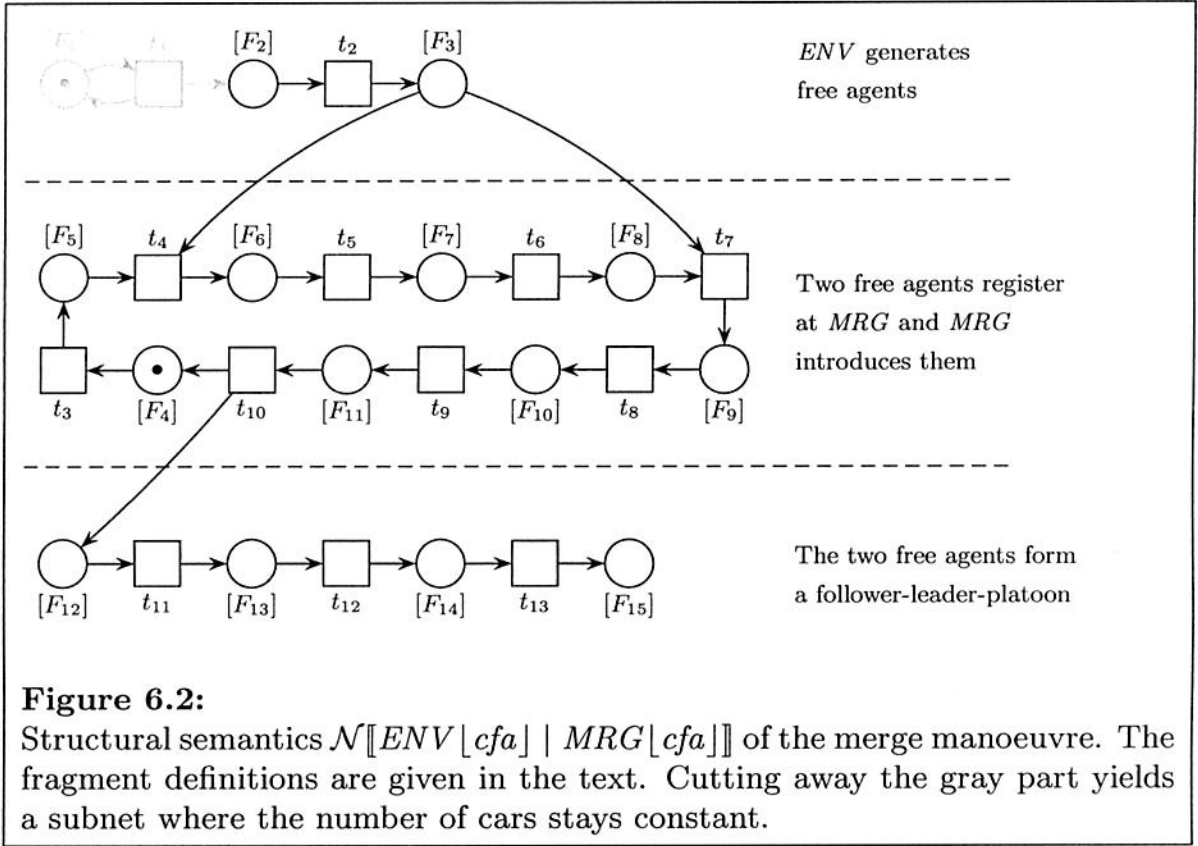 [F₂] t₂ [F₃]
ENV generates
free agents
[F₅] t₄ [F₆] t₅ [F₇] t₆ [F₈] t₇
Two free agents register
at MRG and MRG
introduces them
t₃ [F₄] t₁₀ [F₁₁] t₉ [F₁₀] t₈ [F₉]
The two free agents form
a follower-leader-platoon
[F₁₂] t₁₁ [F₁₃] t₁₂ [F₁₄] t₁₃ [F₁₅]
Figure 6.2:
Structural semantics 𝒩⟦ENV⌊cfa⌋ | MRG⌊cfa⌋⟧ of the merge manoeuvre. The
fragment definitions are given in the text. Cutting away the gray part yields
a subnet where the number of cars stays constant.